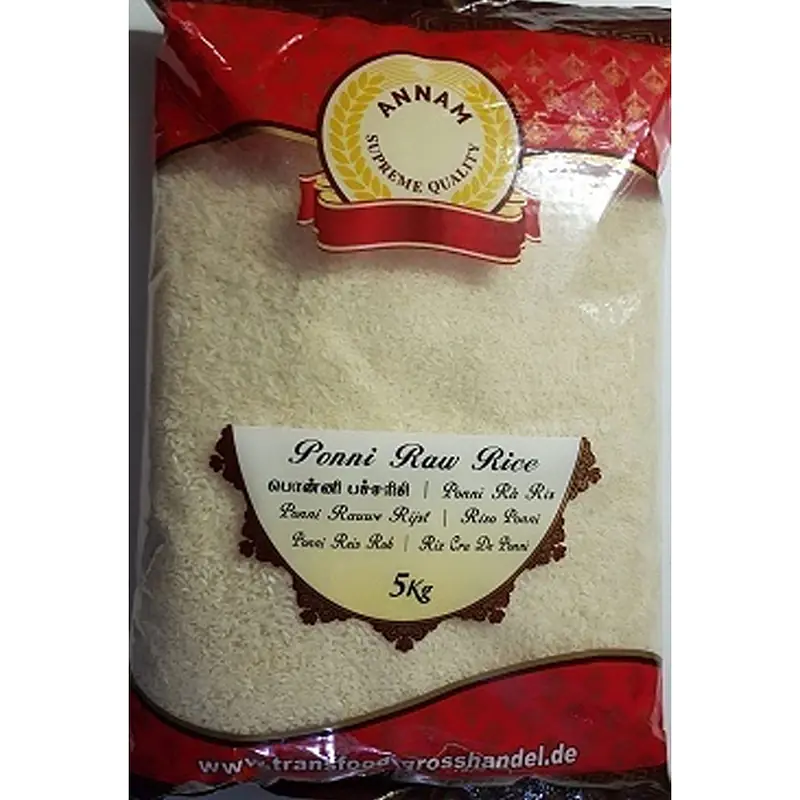 ANNAM
SUPREME QUALITY
Ponni Raw Rice
பொன்னி பச்சரிசி | Ponni Rå Ris
Ponni Rauwe Rijst | Riso Ponni
Ponni Reis Roh | Riz Cru De Ponni
5Kg
www.transfood-grosshandel.de